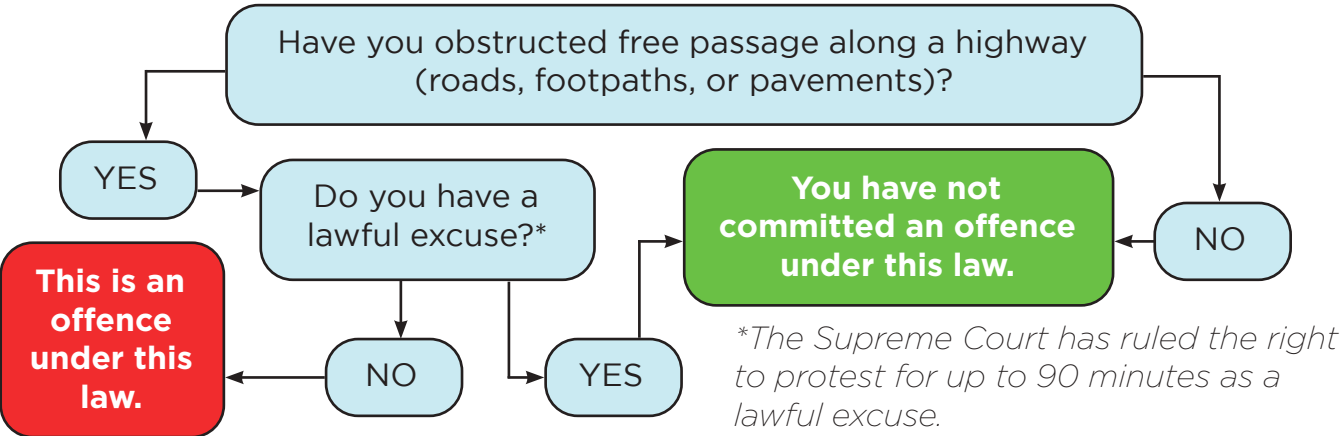 Have you obstructed free passage along a highway
(roads, footpaths, or pavements)?
YES
Do you have a
lawful excuse?*
You have not
committed an offence
under this law.
NO
This is an
offence
under this
law.
NO
YES
*The Supreme Court has ruled the right
to protest for up to 90 minutes as a
lawful excuse.